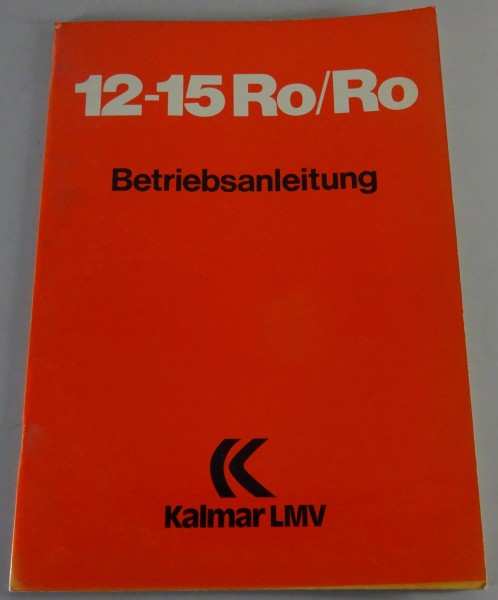 12-15 Ro/Ro
Betriebsanleitung
Kalmar LMV